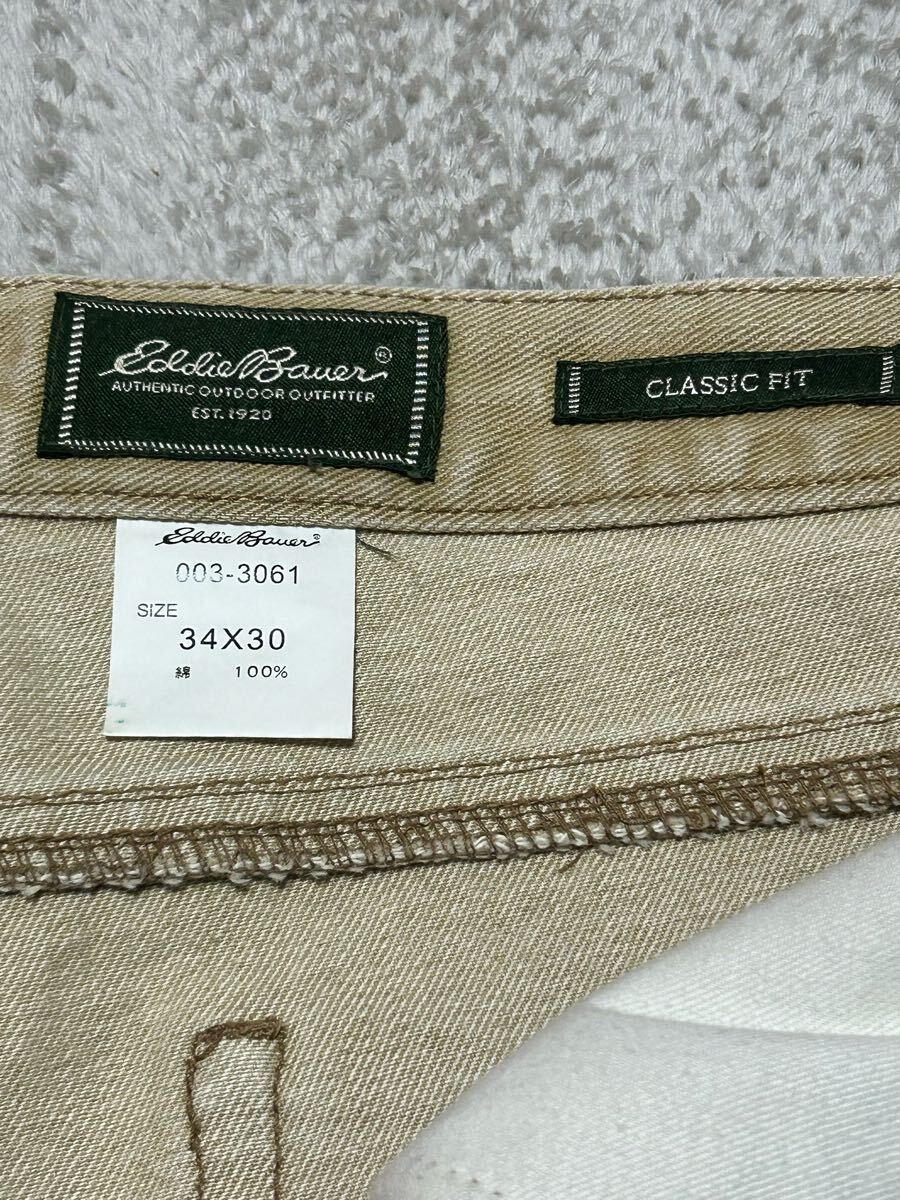 Eddie Bauer®
AUTHENTIC OUTDOOR OUTFITTER
EST. 1920
CLASSIC FIT
Eddie Bauer®
003-3061
SIZE
34X30
綿 100%